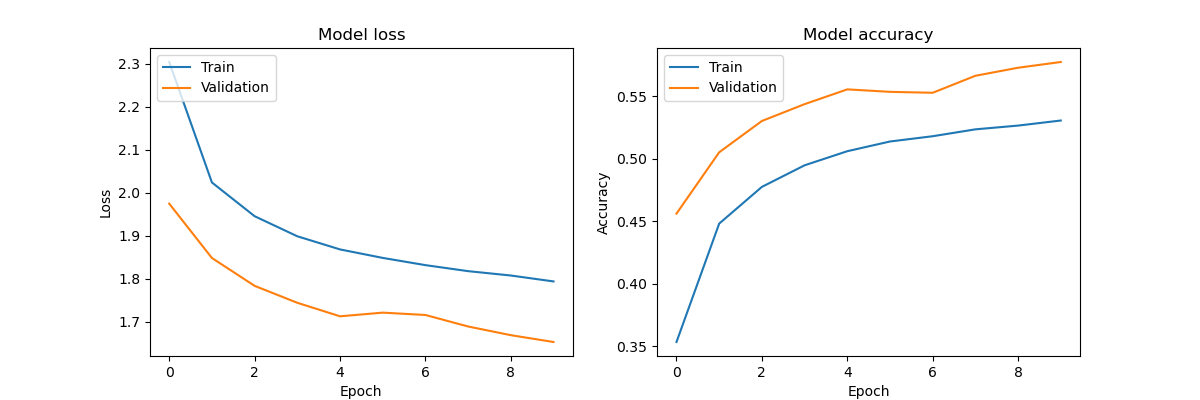 Model loss
Train
Validation
2.3
2.2
2.1
2.0
1.9
1.8
1.7
Loss
0 2 4 6 8
Epoch
Model accuracy
Train
Validation
0.55
0.50
0.45
0.40
0.35
Accuracy
0 2 4 6 8
Epoch